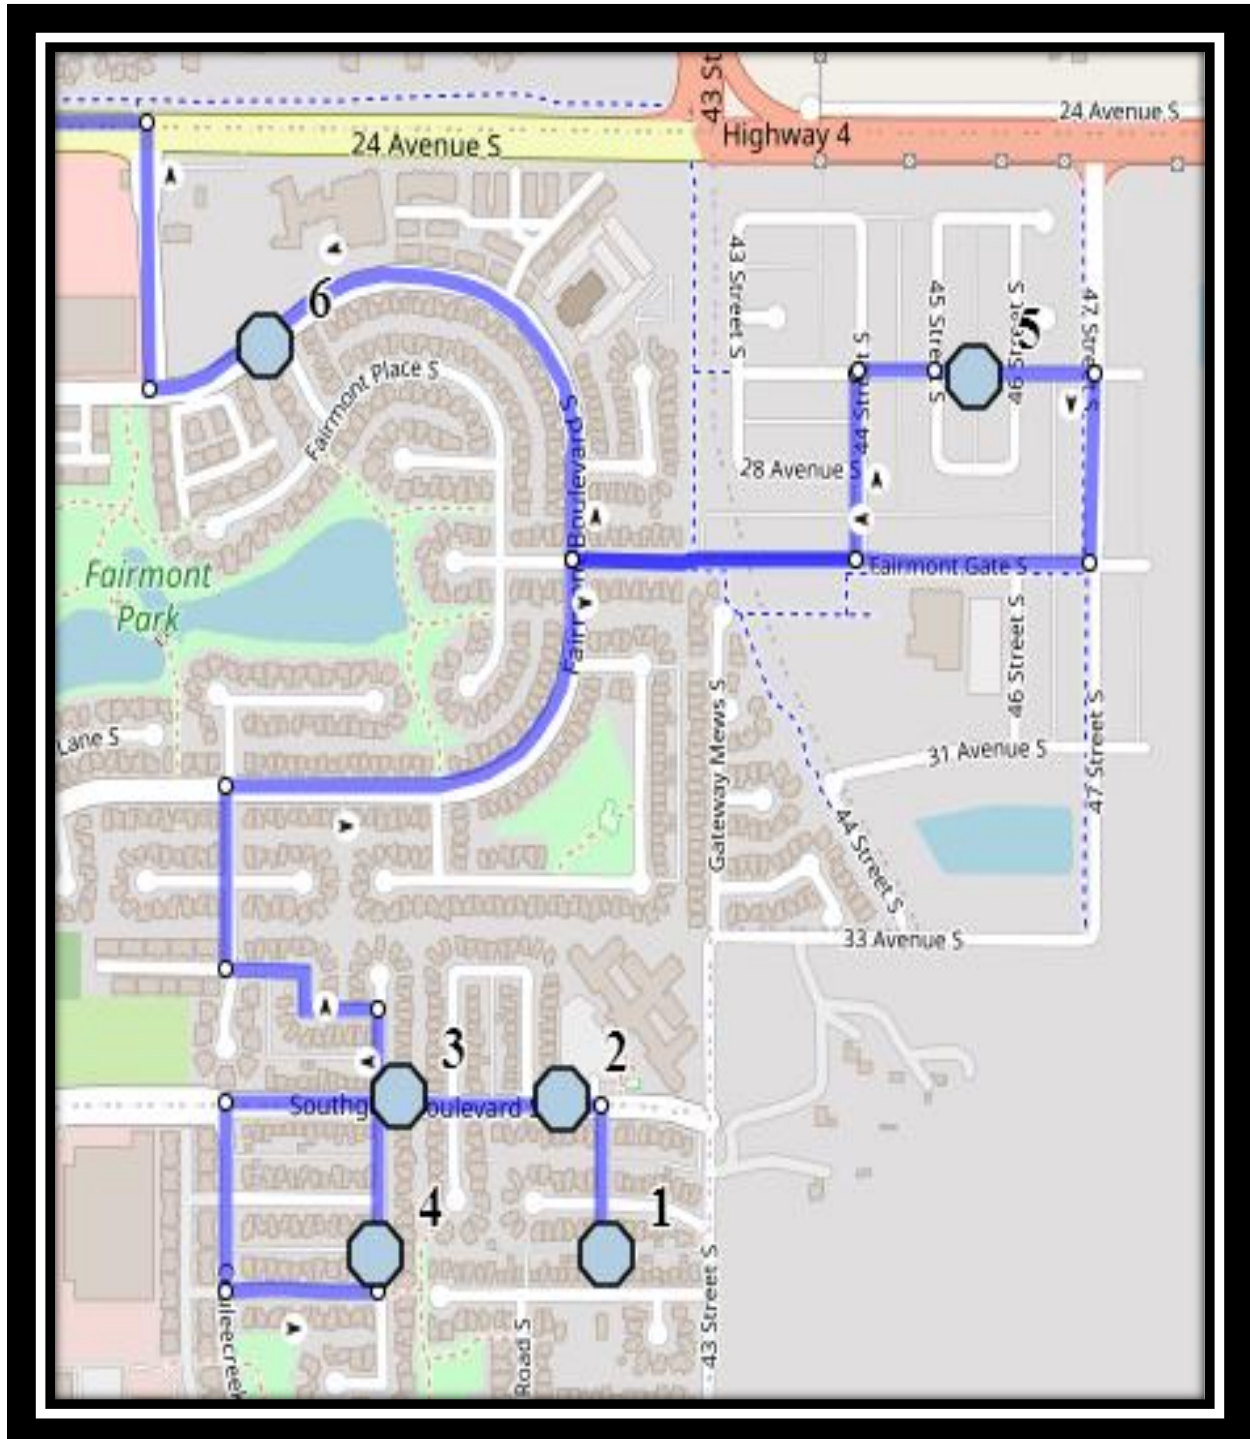 43 St
24 Avenue S
24 Avenue S
Highway 4
6
5
43 Street S
45 Street S
46 Street S
47 Street S
44 Street S
Fairmont Place S
28 Avenue S
Boulevard S
Fairmont Gate S
Fairmont
Park
46 Street S
Lane S
Gateway Mews S
31 Avenue S
47 Street S
44 Street S
33 Avenue S
3
2
Southg
oulevard
4
1
43 Street S
uleecreek
Road S